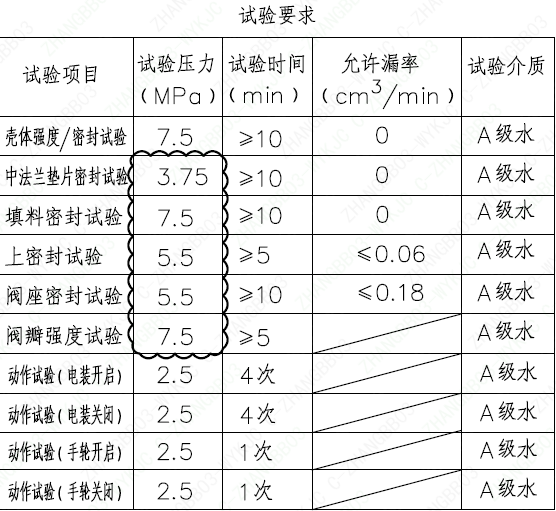 试验要求
试验项目 试验压力(MPa) 试验时间(min) 允许漏率(cm³/min) 试验介质
壳体强度/密封试验 7.5 ≥10 0 A级水
中法兰垫片密封试验 3.75 ≥10 0 A级水
填料密封试验 7.5 ≥10 0 A级水
上密封试验 5.5 ≥5 ≤0.06 A级水
阀座密封试验 5.5 ≥10 ≤0.18 A级水
阀瓣强度试验 7.5 ≥5 A级水
动作试验(电装开启) 2.5 4次 A级水
动作试验(电装关闭) 2.5 4次 A级水
动作试验(手轮开启) 2.5 1次 A级水
动作试验(手轮关闭) 2.5 1次 A级水